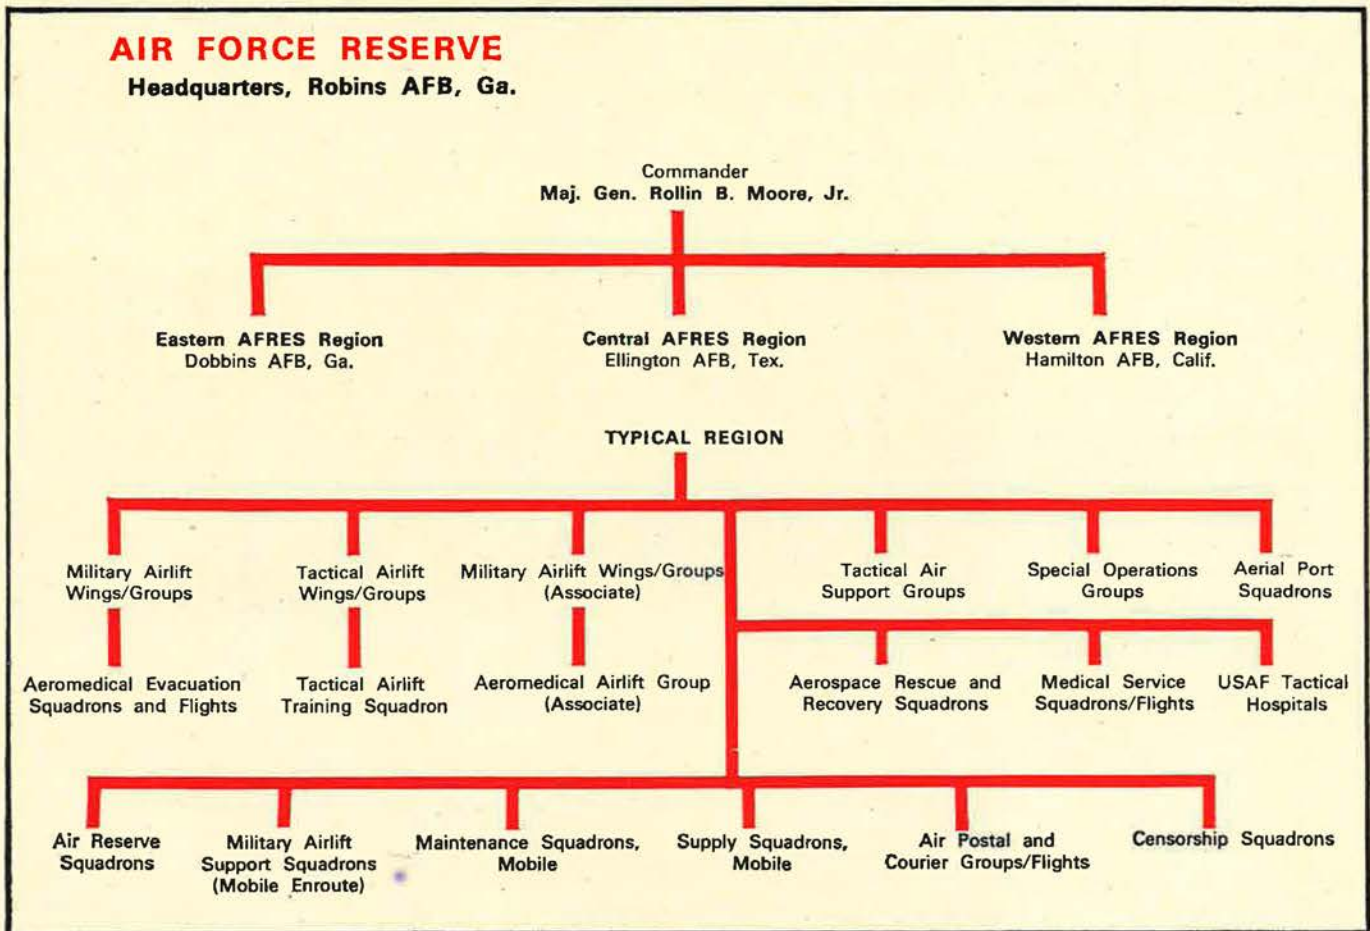 AIR FORCE RESERVE
Headquarters, Robins AFB, Ga.
Commander
Maj. Gen. Rollin B. Moore, Jr.
Eastern AFRES Region
Dobbins AFB, Ga.
Central AFRES Region
Ellington AFB, Tex.
Western AFRES Region
Hamilton AFB, Calif.
TYPICAL REGION
Military Airlift
Wings/Groups
Tactical Airlift
Wings/Groups
Military Airlift Wings/Groups
(Associate)
Tactical Air
Support Groups
Special Operations
Groups
Aerial Port
Squadrons
Aeromedical Evacuation
Squadrons and Flights
Tactical Airlift
Training Squadron
Aeromedical Airlift Group
(Associate)
Aerospace Rescue and
Recovery Squadrons
Medical Service
Squadrons/Flights
USAF Tactical
Hospitals
Air Reserve
Squadrons
Military Airlift
Support Squadrons
(Mobile Enroute)
Maintenance Squadrons,
Mobile
Supply Squadrons,
Mobile
Air Postal and
Courier Groups/Flights
Censorship Squadrons